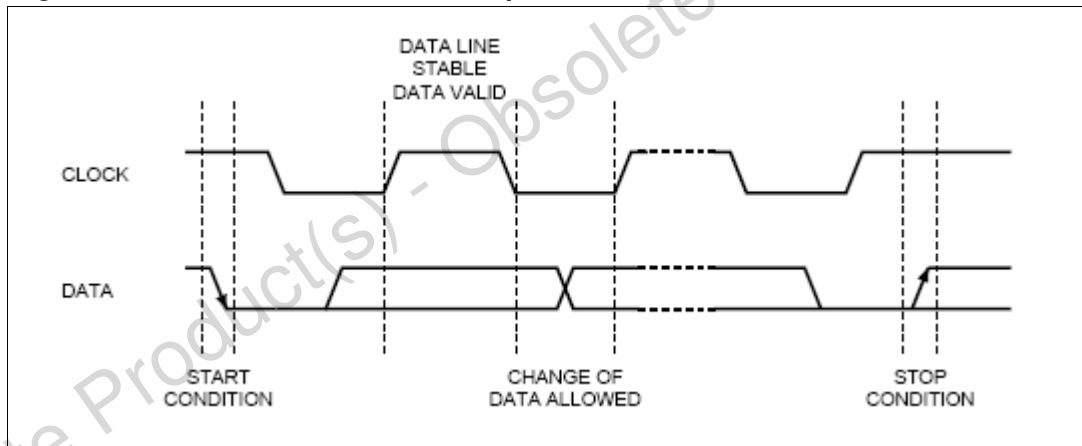 DATA LINE
STABLE
DATA VALID
CLOCK
DATA
START
CONDITION
CHANGE OF
DATA ALLOWED
STOP
CONDITION
Product(s) - Obsolete